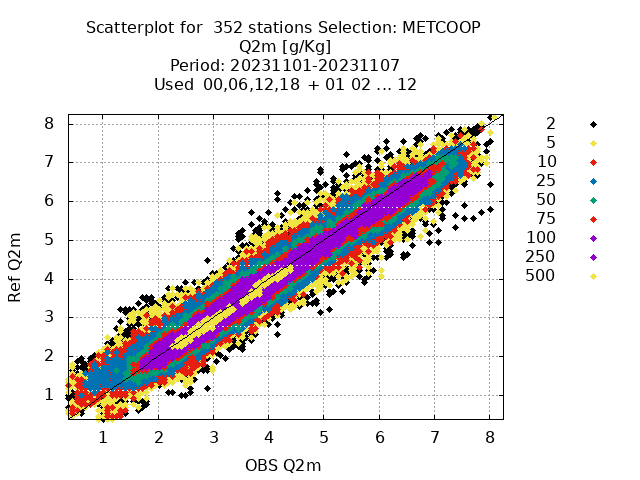 Scatterplot for  352 stations Selection: METCOOP
Q2m [g/Kg]
Period: 20231101-20231107
Used  00,06,12,18 + 01 02 ... 12
8
7
6
5
4
3
2
1
Ref Q2m
1 2 3 4 5 6 7 8
OBS Q2m
2
5
10
25
50
75
100
250
500